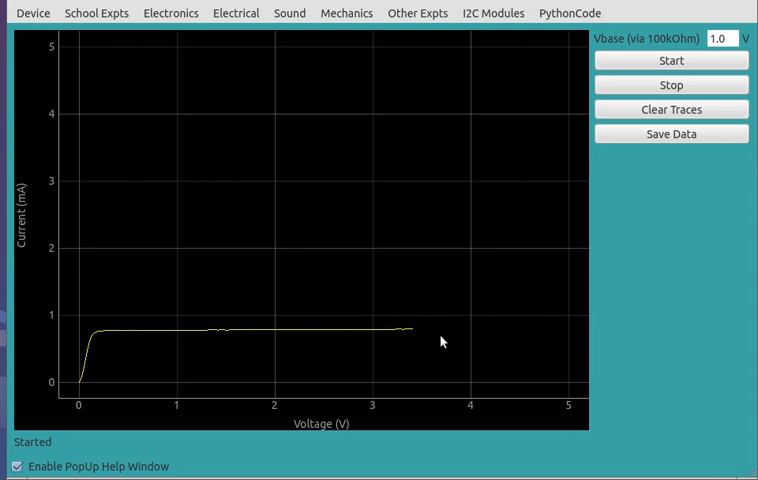 Device School Expts Electronics Electrical Sound Mechanics Other Expts I2C Modules PythonCode
Vbase (via 100kOhm) 1.0 V
Start
Stop
Clear Traces
Save Data
5
4
3
2
1
0
Current (mA)
0 1 2 3 4 5
Voltage (V)
Started
Enable PopUp Help Window